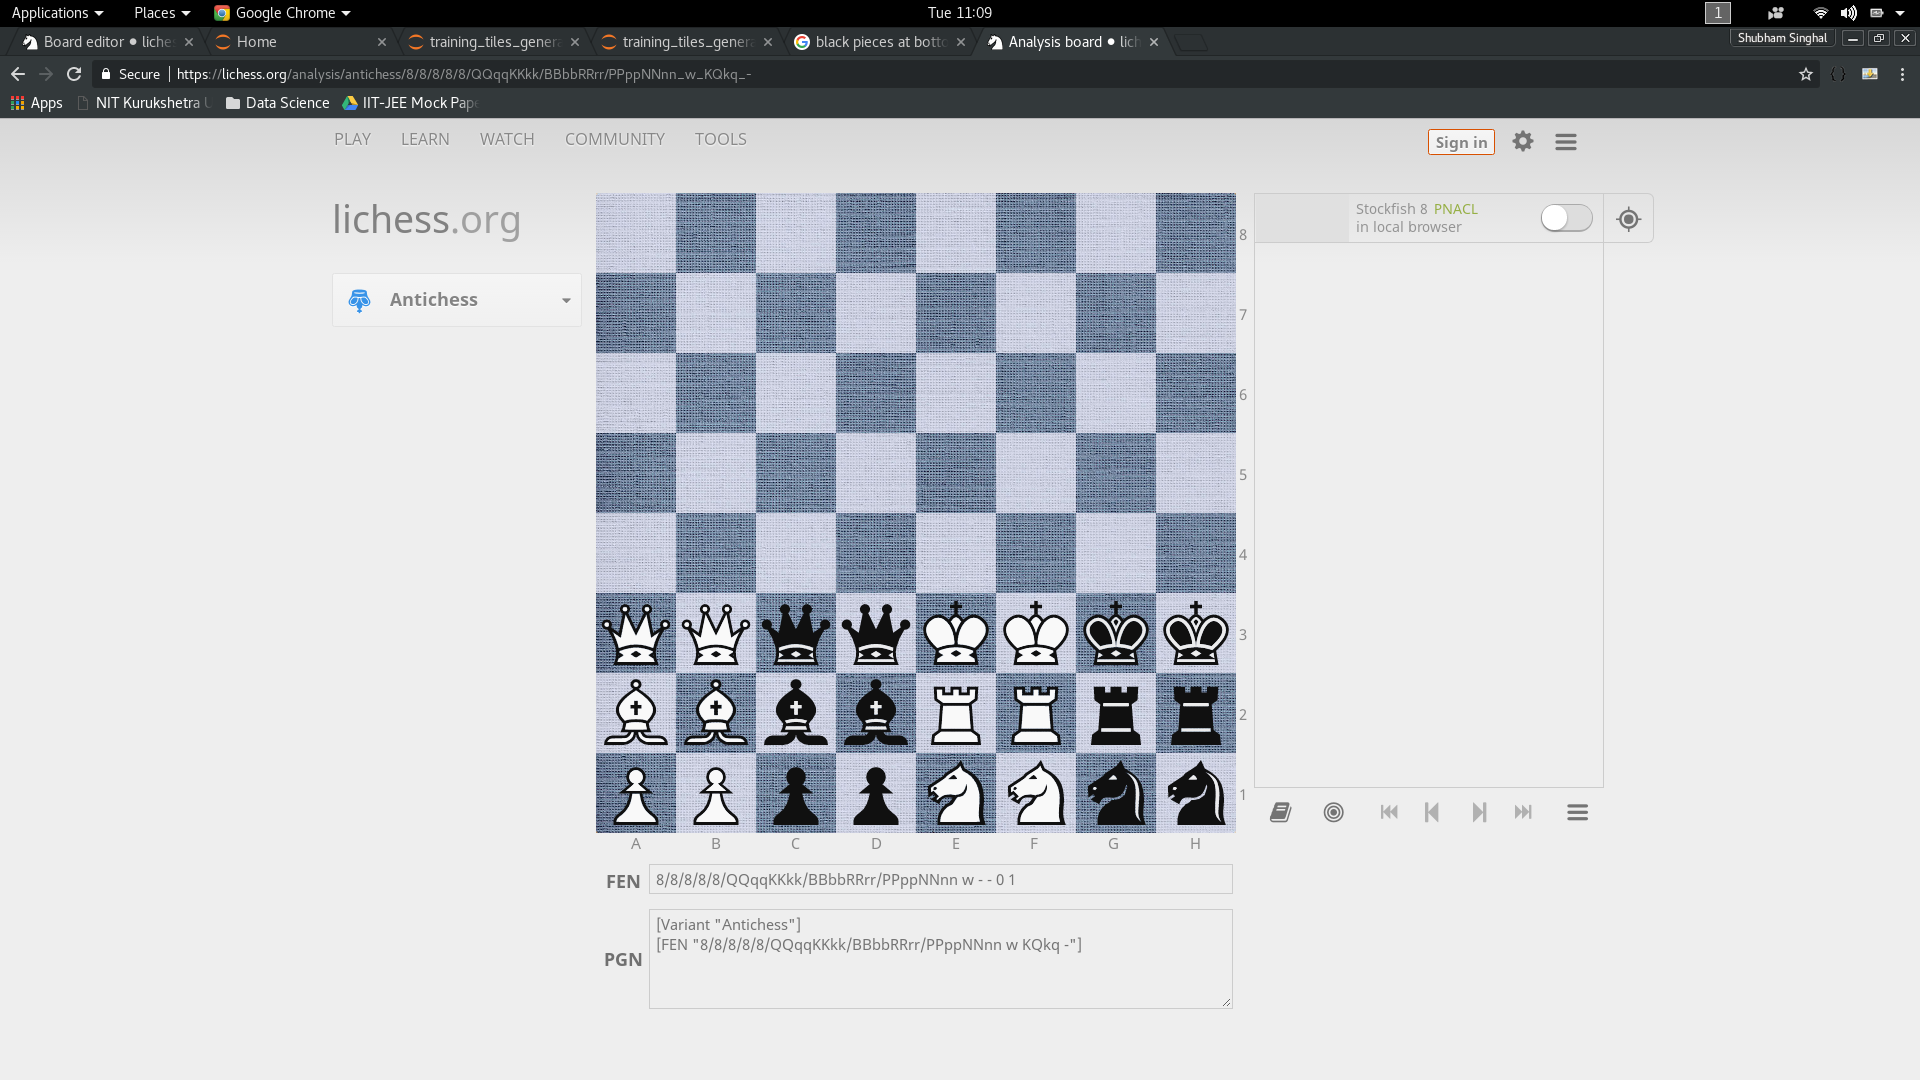 Applications Places Google Chrome Tue 11:09 1
Board editor • liche Home training_tiles_genera training_tiles_genera black pieces at botto Analysis board • lich Shubham Singhal
Secure https://lichess.org/analysis/antichess/8/8/8/8/8/QQqqKKkk/BBbbRRrr/PPppNNnn_w_KQkq_-
Apps NIT Kurukshetra Data Science IIT-JEE Mock Pape
PLAY LEARN WATCH COMMUNITY TOOLS Sign in
lichess.org
Antichess
Stockfish 8 PNACL
in local browser
8
7
6
5
4
3
2
1
A B C D E F G H
FEN 8/8/8/8/8/QQqqKKkk/BBbbRRrr/PPppNNnn w - - 0 1
PGN [Variant "Antichess"]
[FEN "8/8/8/8/8/QQqqKKkk/BBbbRRrr/PPppNNnn w KQkq -"]